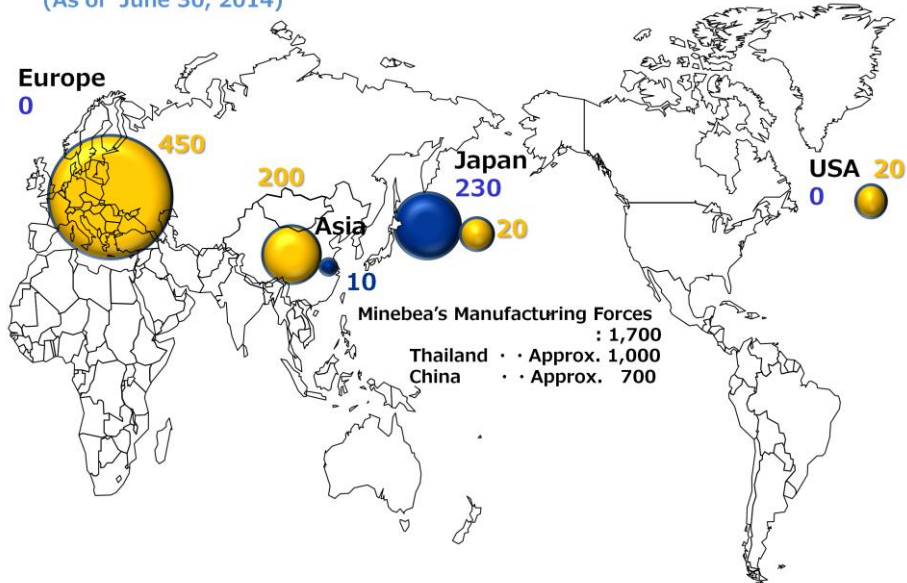 (As of June 30, 2014)
Europe
0
450
200
Asia
10
Japan
230
20
USA 20
0
Minebea's Manufacturing Forces
: 1,700
Thailand ・・Approx. 1,000
China ・・Approx. 700